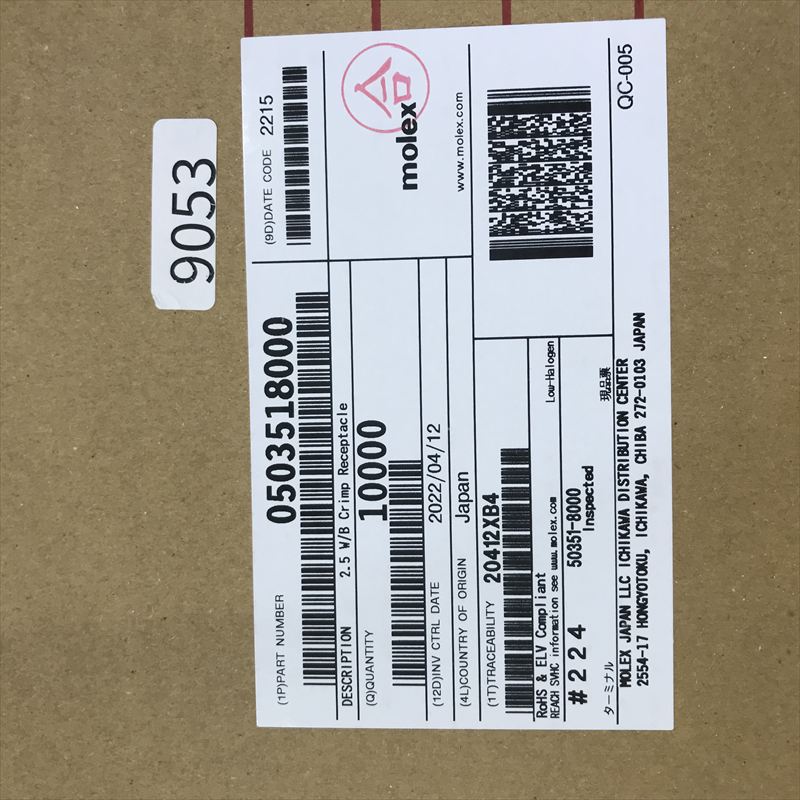 9053
(1P)PART NUMBER 0503518000
(9D)DATE CODE 2215
DESCRIPTION 2.5 W/B Crimp Receptacle
(Q)QUANTITY 10000
合
molex
www.molex.com
(12D)INV CTRL DATE 2022/04/12
(4L)COUNTRY OF ORIGIN Japan
(1T)TRACEABILITY 20412XB4
RoHS & ELV Compliant
REACH SVHC information see www.molex.com
Low-Halogen
#224 50351-8000
Inspected
ターミナル
現品票
QC-005
MOLEX JAPAN LLC ICHIKAWA DISTRIBUTION CENTER
2554-17 HONGYOTOKU, ICHIKAWA, CHIBA 272-0103 JAPAN